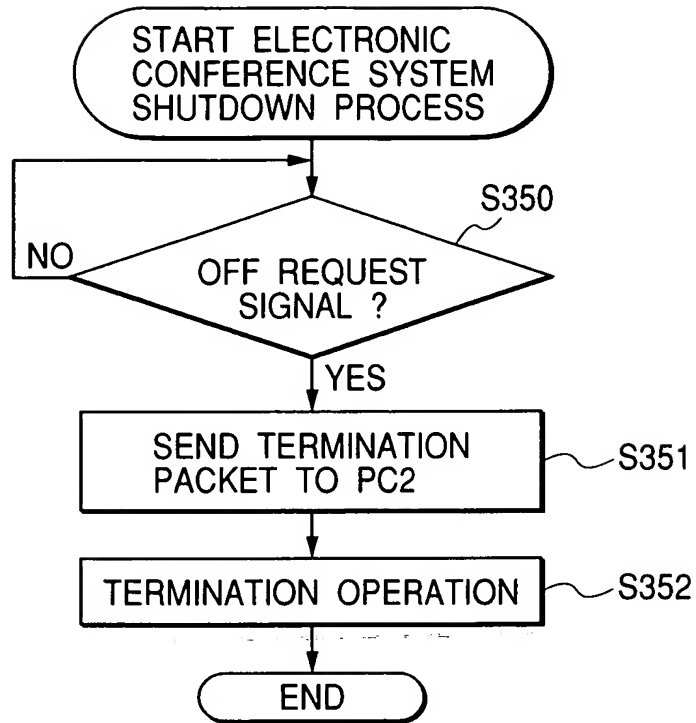 START ELECTRONIC
CONFERENCE SYSTEM
SHUTDOWN PROCESS
S350
NO
OFF REQUEST
SIGNAL ?
YES
SEND TERMINATION
PACKET TO PC2
S351
TERMINATION OPERATION
S352
END